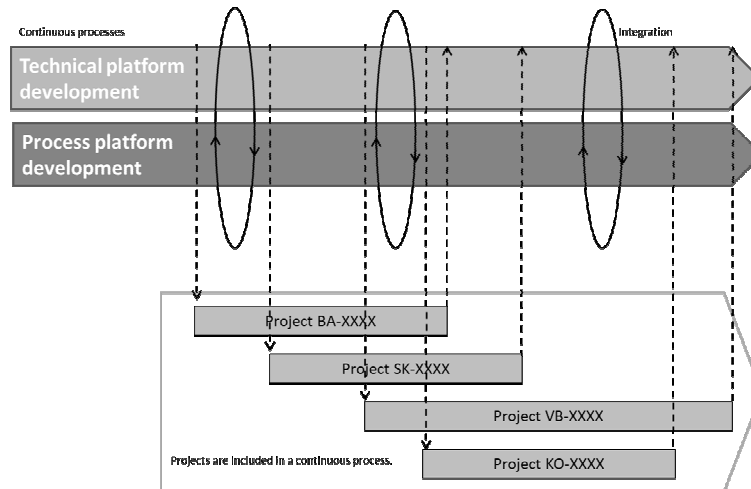 Continuous processes
Integration
Technical platform
development
Process platform
development
Project BA-XXXX
Project SK-XXXX
Project VB-XXXX
Projects are included in a continuous process.
Project KO-XXXX